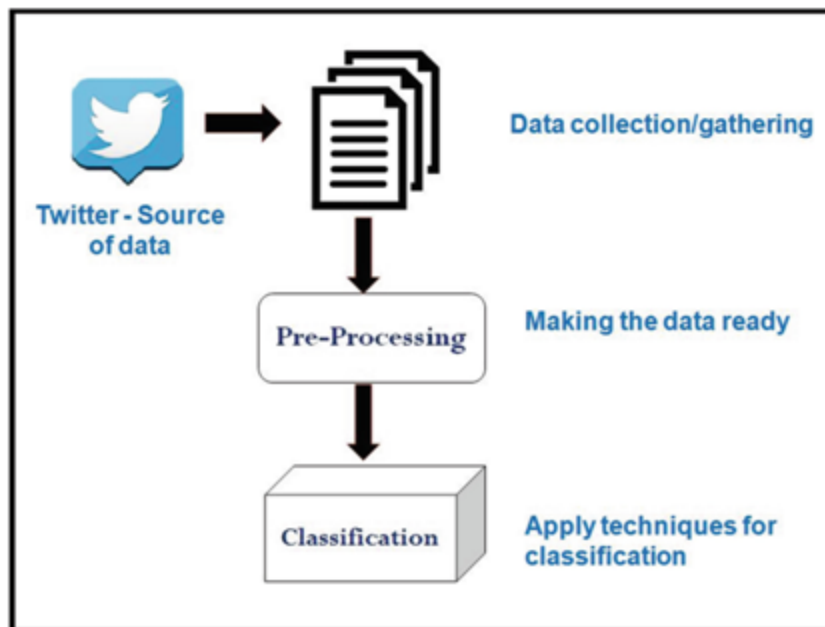 Data collection/gathering
Twitter - Source
of data
Pre-Processing
Making the data ready
Classification
Apply techniques for
classification